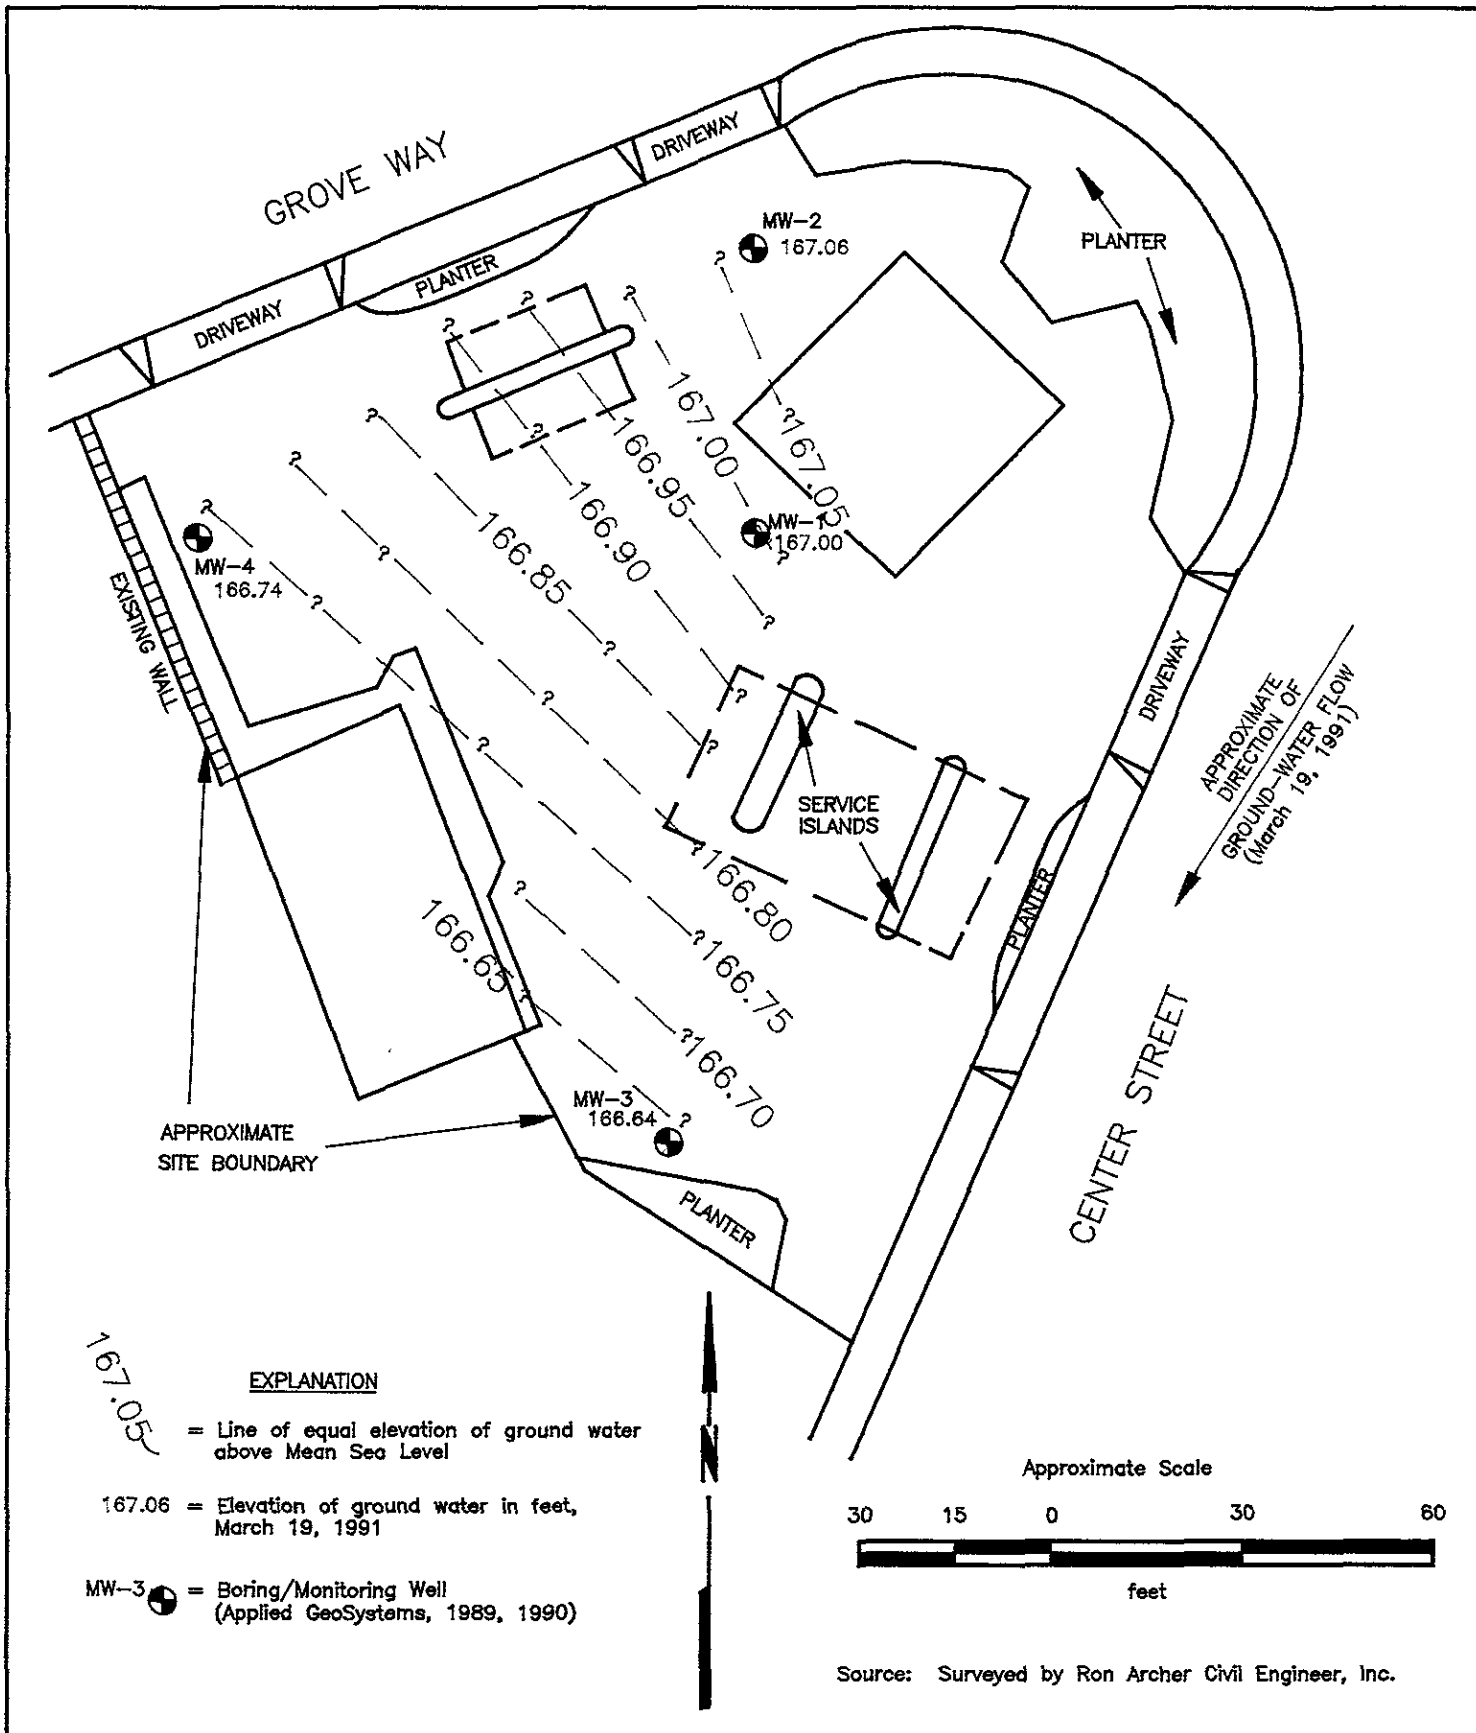 GROVE WAY
DRIVEWAY
DRIVEWAY
PLANTER
MW-2
167.06
PLANTER
167.05
167.00
166.95
166.90
166.85
MW-1
167.00
MW-4
166.74
EXISTING WALL
DRIVEWAY
APPROXIMATE
DIRECTION OF
GROUND-WATER FLOW
(March 19, 1991)
SERVICE
ISLANDS
PLANTER
166.80
166.75
166.70
166.65
MW-3
166.64
APPROXIMATE
SITE BOUNDARY
PLANTER
CENTER STREET
167.05
EXPLANATION
= Line of equal elevation of ground water
above Mean Sea Level
167.06 = Elevation of ground water in feet,
March 19, 1991
MW-3 = Boring/Monitoring Well
(Applied GeoSystems, 1989, 1990)
N
Approximate Scale
30 15 0 30 60
feet
Source: Surveyed by Ron Archer Civil Engineer, Inc.